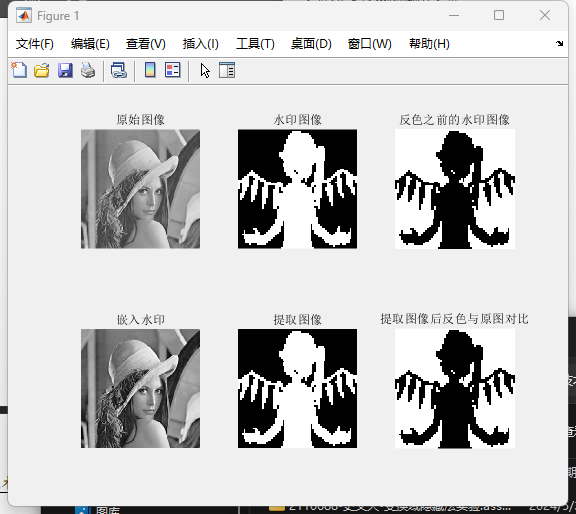 Figure 1
文件(F) 编辑(E) 查看(V) 插入(I) 工具(T) 桌面(D) 窗口(W) 帮助(H)
原始图像 水印图像 反色之前的水印图像
嵌入水印 提取图像 提取图像后反色与原图对比
图库